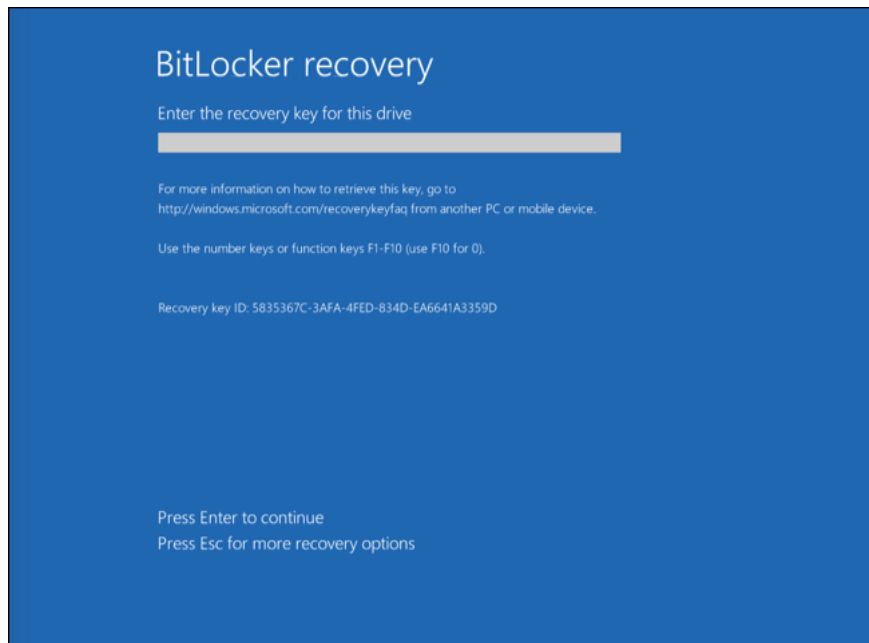 BitLocker recovery
Enter the recovery key for this drive
For more information on how to retrieve this key, go to
http://windows.microsoft.com/recoverykeyfaq from another PC or mobile device.
Use the number keys or function keys F1-F10 (use F10 for 0).
Recovery key ID: 5835367C-3AFA-4FED-834D-EA6641A3359D
Press Enter to continue
Press Esc for more recovery options